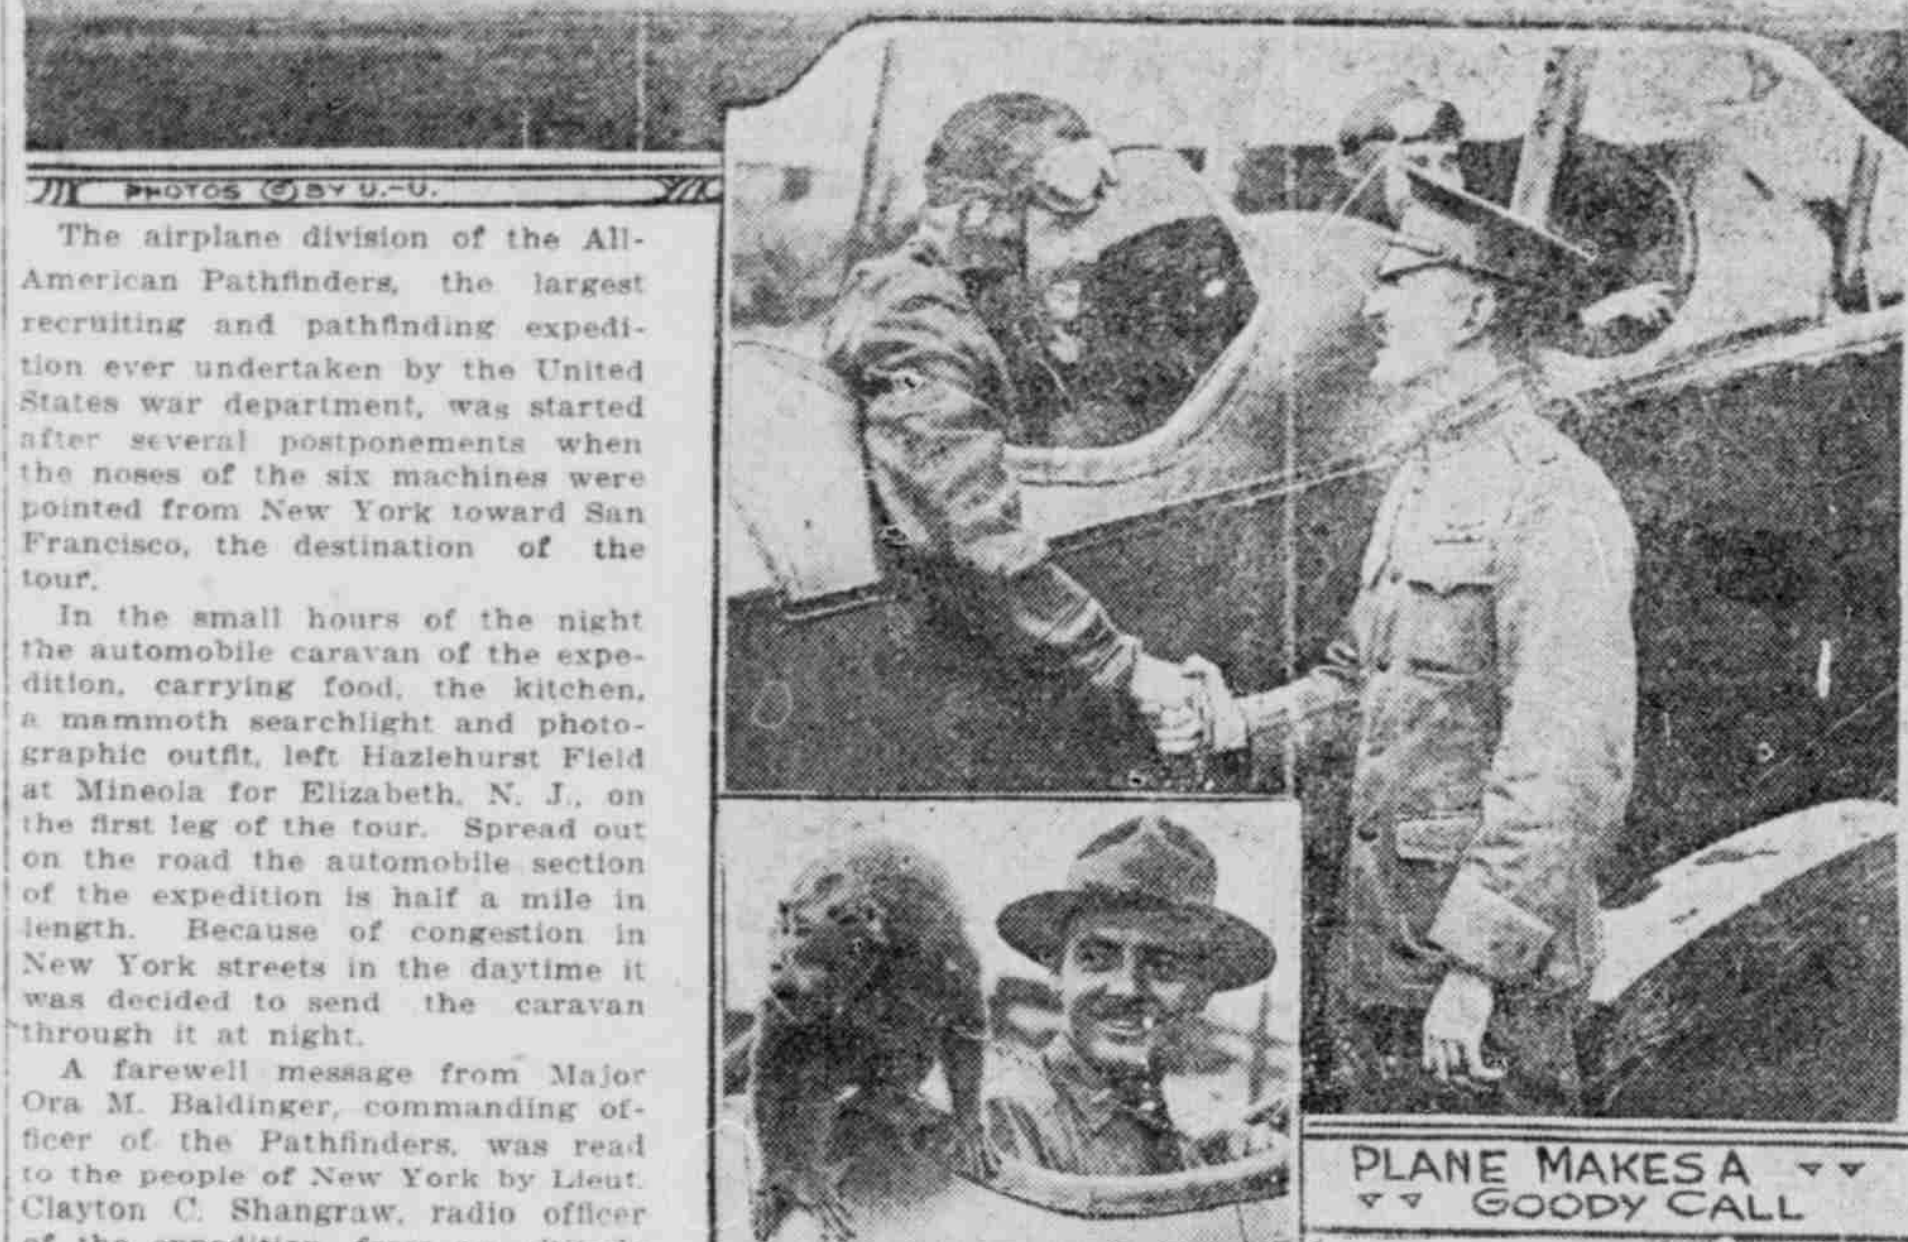 PHOTOS © BY U.-U.
The airplane division of the All-
American Pathfinders, the largest
recruiting and pathfinding expedi-
tion ever undertaken by the United
States war department, was started
after several postponements when
the noses of the six machines were
pointed from New York toward San
Francisco, the destination of the
tour.
In the small hours of the night
the automobile caravan of the expe-
dition, carrying food, the kitchen,
a mammoth searchlight and photo-
graphic outfit, left Hazlehurst Field
at Mineola for Elizabeth, N. J., on
the first leg of the tour. Spread out
on the road the automobile section
of the expedition is half a mile in
length. Because of congestion in
New York streets in the daytime it
was decided to send the caravan
through it at night.
A farewell message from Major
Ora M. Baldinger, commanding of-
ficer of the Pathfinders, was read
to the people of New York by Lieut.
Clayton C. Shangraw, radio officer
of the expedition,
PLANE MAKES A
GOODY CALL